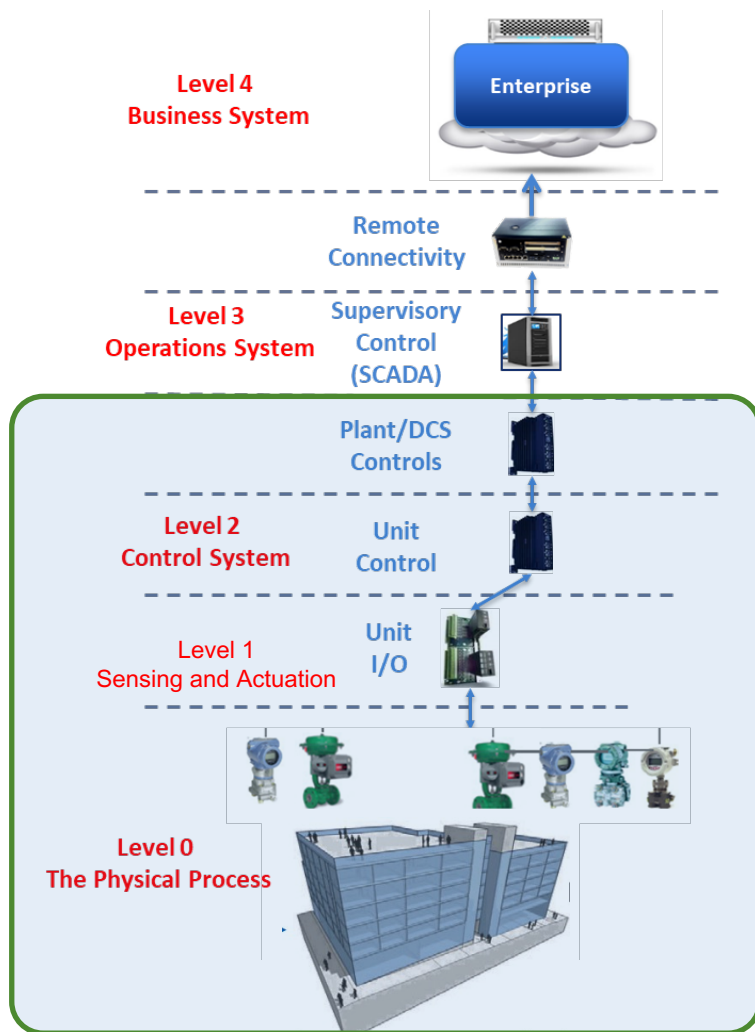 Level 4
Business System
Enterprise
Remote
Connectivity
Level 3
Operations System
Supervisory
Control
(SCADA)
Plant/DCS
Controls
Level 2
Control System
Unit
Control
Level 1
Sensing and Actuation
Unit
I/O
Level 0
The Physical Process